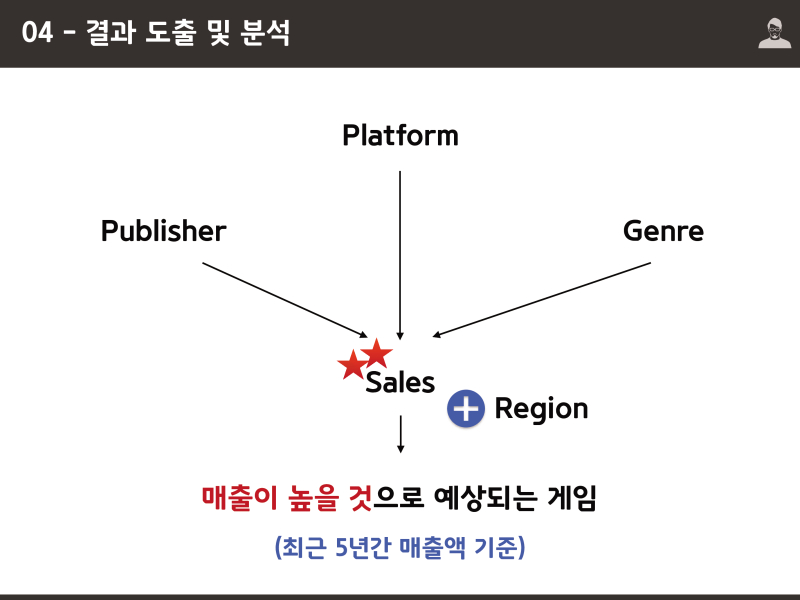 04 - 결과 도출 및 분석
Platform
Publisher
Genre
Sales
Region
매출이 높을 것으로 예상되는 게임
(최근 5년간 매출액 기준)